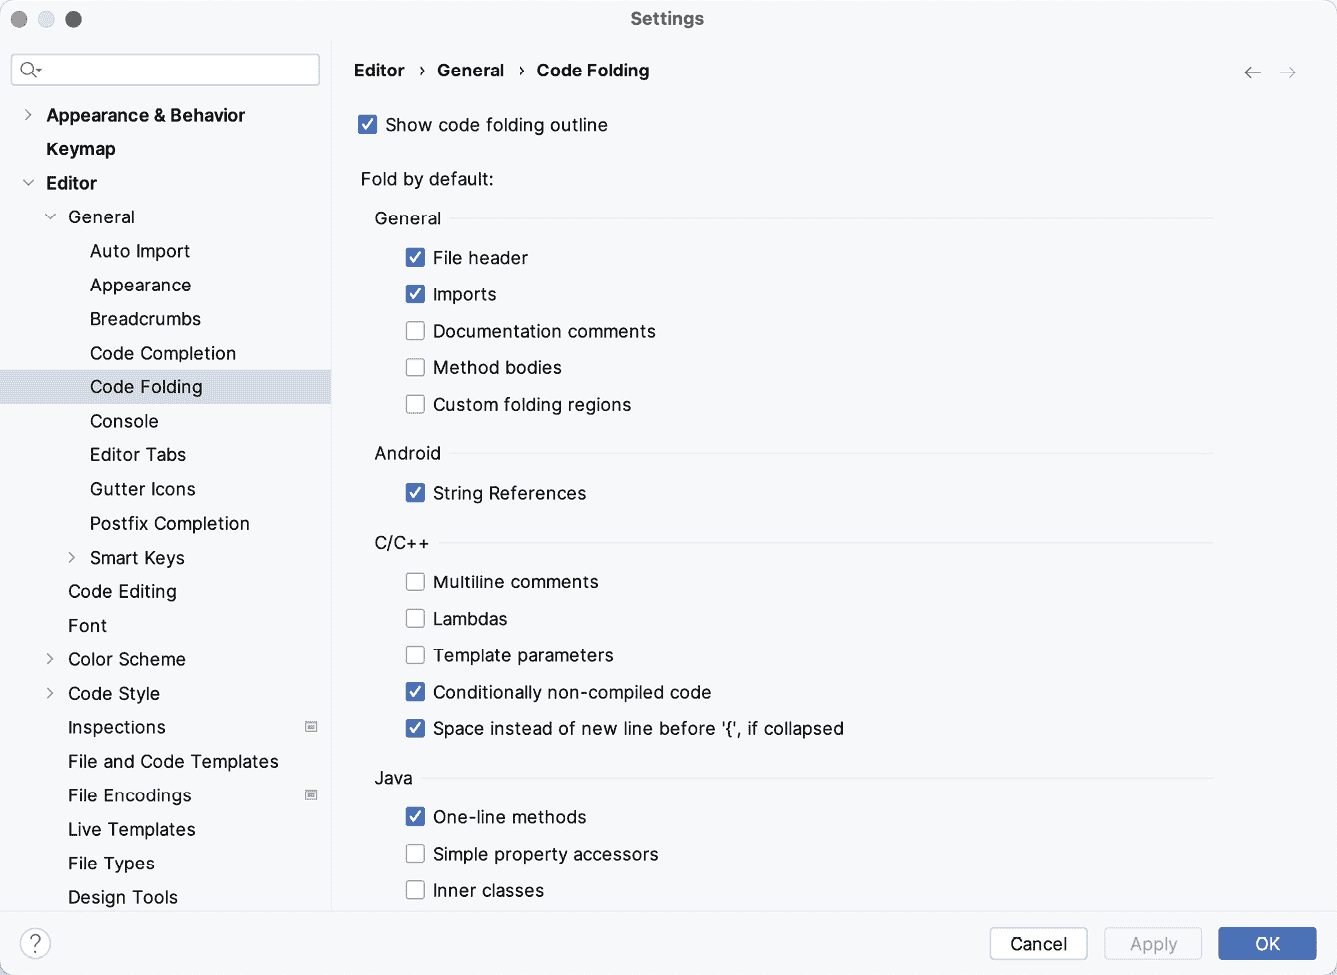 Settings
Appearance & Behavior
Keymap
Editor
General
Auto Import
Appearance
Breadcrumbs
Code Completion
Code Folding
Console
Editor Tabs
Gutter Icons
Postfix Completion
Smart Keys
Code Editing
Font
Color Scheme
Code Style
Inspections
File and Code Templates
File Encodings
Live Templates
File Types
Design Tools
Editor › General › Code Folding
Show code folding outline
Fold by default:
General
File header
Imports
Documentation comments
Method bodies
Custom folding regions
Android
String References
C/C++
Multiline comments
Lambdas
Template parameters
Conditionally non-compiled code
Space instead of new line before '{', if collapsed
Java
One-line methods
Simple property accessors
Inner classes
?
Cancel
Apply
OK